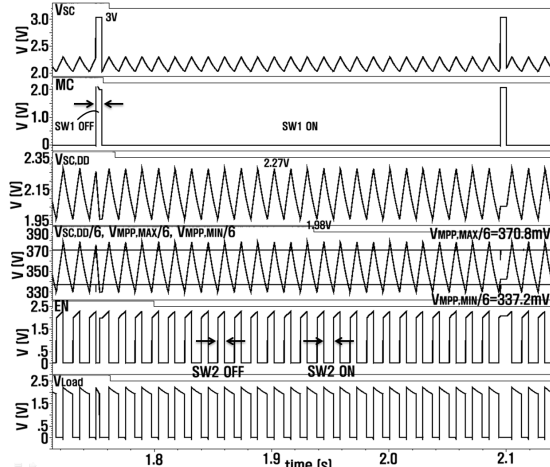 VSC
3V
3.0
2.5
2.0
V [V]
MC
2.0
1.0
0
V [V]
SW1 OFF
SW1 ON
2.35
2.15
1.95
V [V]
VSC.DD
2.27V
1.98V
390
370
350
330
V [V]
VSC.DD/6, VMPP.MAX/6, VMPP.MIN/6
VMPP.MAX/6=370.8mV
VMPP.MIN/6=337.2mV
EN
2.5
1.5
.5
0
V [V]
SW2 OFF
SW2 ON
2.5
1.5
.5
0
V [V]
VLoad
1.8 1.9 2.0 2.1
time [s]